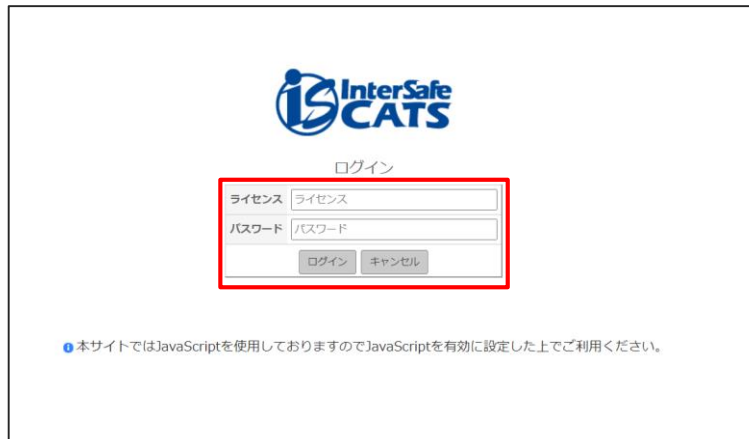 iS InterSafe
CATS
ログイン
ライセンス ライセンス
パスワード パスワード
ログイン キャンセル
本サイトではJavaScriptを使用しておりますのでJavaScriptを有効に設定した上でご利用ください。